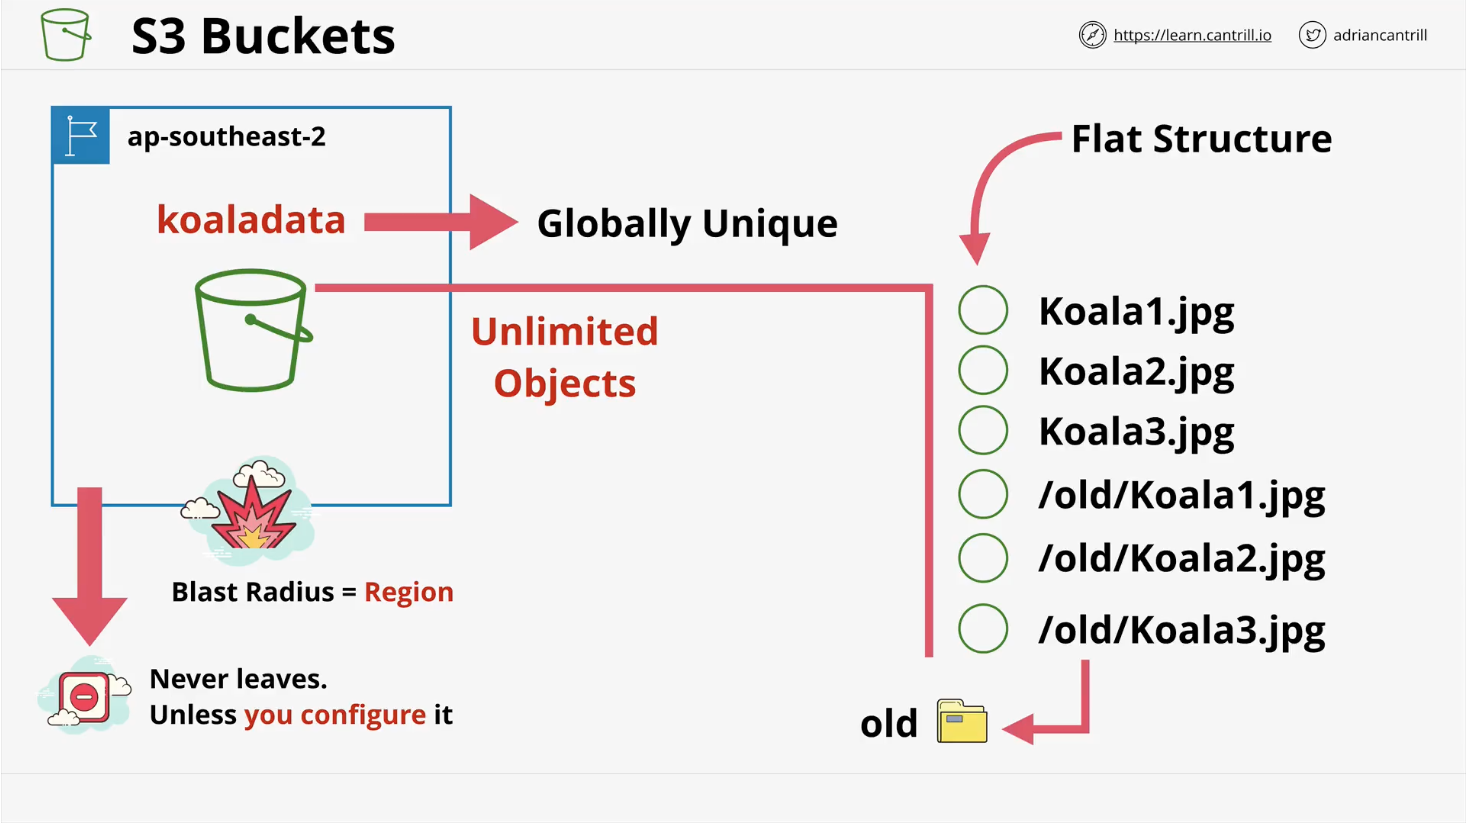 S3 Buckets
https://learn.cantrill.io
adriancantrill
ap-southeast-2
koaladata
Globally Unique
Unlimited
Objects
Blast Radius = Region
Never leaves.
Unless you configure it
Flat Structure
Koala1.jpg
Koala2.jpg
Koala3.jpg
/old/Koala1.jpg
/old/Koala2.jpg
/old/Koala3.jpg
old